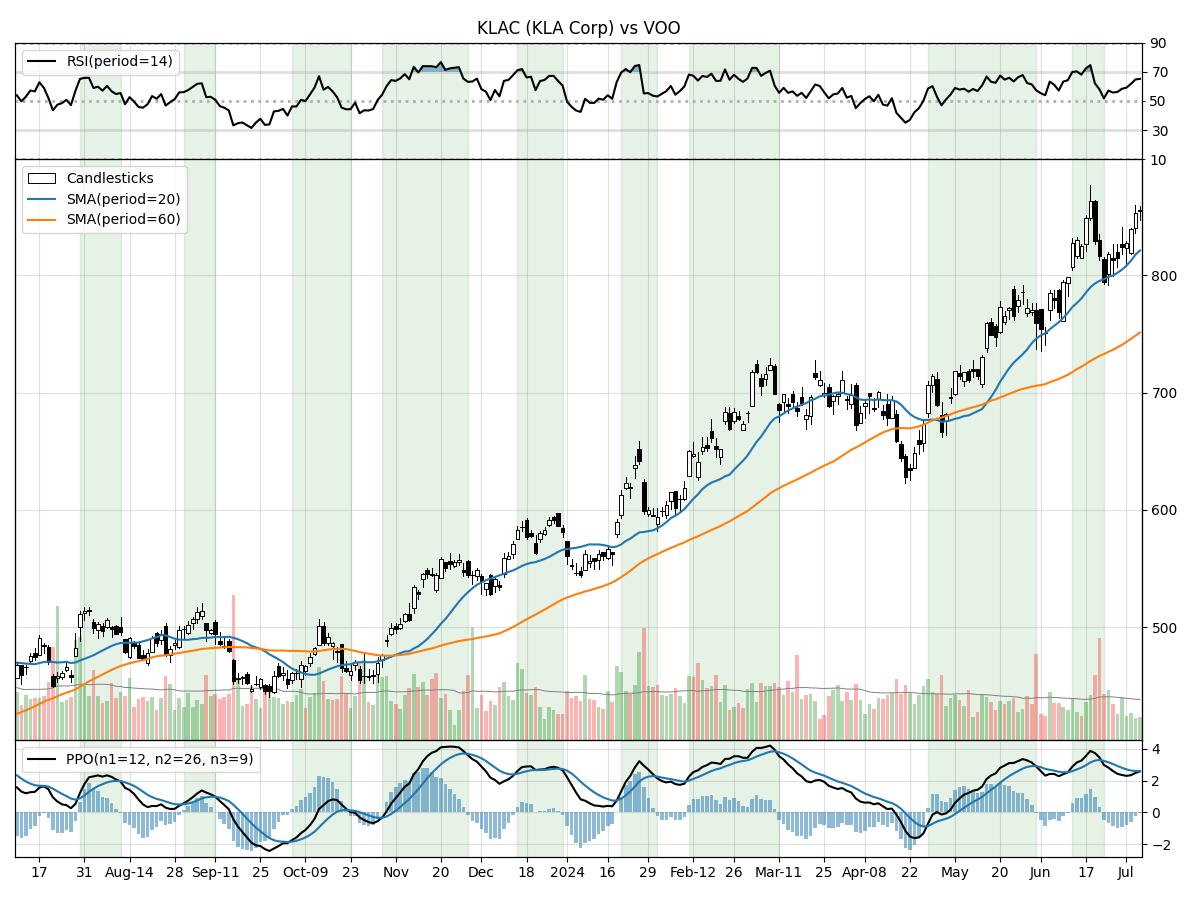 KLAC (KLA Corp) vs VOO
RSI(period=14)
90
70
50
30
10
Candlesticks
SMA(period=20)
SMA(period=60)
800
700
600
500
PPO(n1=12, n2=26, n3=9)
4
2
0
−2
17 31 Aug-14 28 Sep-11 25 Oct-09 23 Nov 20 Dec 18 2024 16 29 Feb-12 26 Mar-11 25 Apr-08 22 May 20 Jun 17 Jul